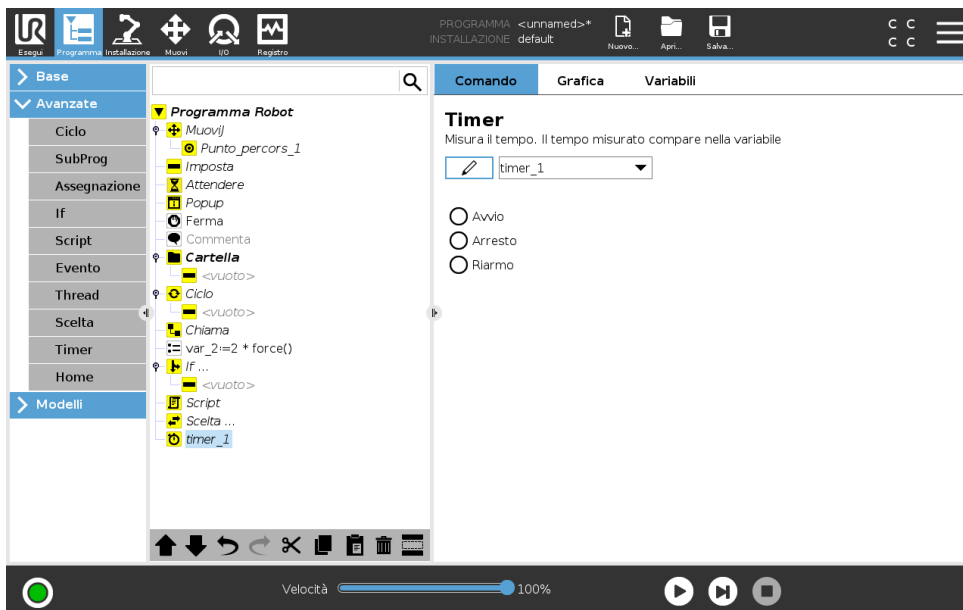 PROGRAMMA <unnamed>*
INSTALLAZIONE default
Esegui Programma Installazione Muovi I/O Registro Nuovo... Apri... Salva...
C C
C C
Base
Avanzate
Ciclo
SubProg
Assegnazione
If
Script
Evento
Thread
Scelta
Timer
Home
Modelli
Programma Robot
MuoviJ
Punto_percors_1
Imposta
Attendere
Popup
Ferma
Commenta
Cartella
<vuoto>
Ciclo
<vuoto>
Chiama
var_2:=2 * force()
If ...
<vuoto>
Script
Scelta ...
timer_1
Comando Grafica Variabili
Timer
Misura il tempo. Il tempo misurato compare nella variabile
timer_1
Avvio
Arresto
Riarmo
Velocità 100%